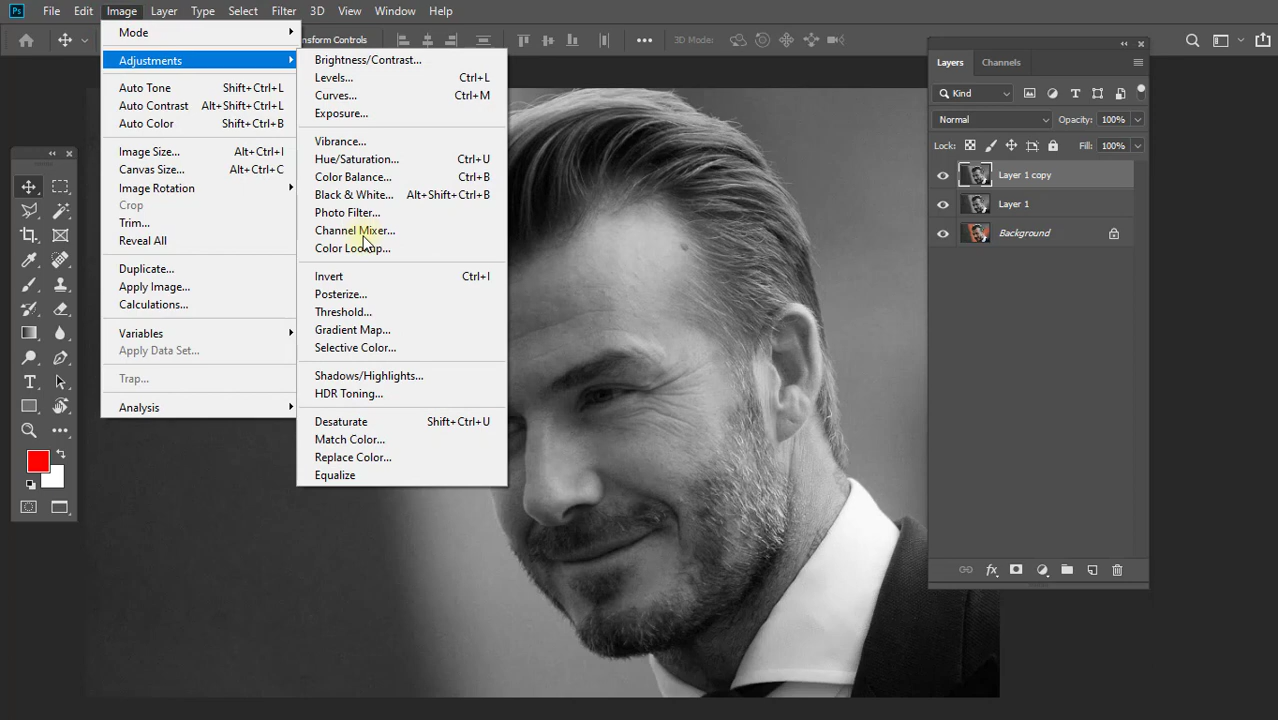 Ps File Edit Image Layer Type Select Filter 3D View Window Help
nsform Controls 3D Mode:
Mode
Adjustments
Auto Tone Shift+Ctrl+L
Auto Contrast Alt+Shift+Ctrl+L
Auto Color Shift+Ctrl+B
Image Size... Alt+Ctrl+I
Canvas Size... Alt+Ctrl+C
Image Rotation
Crop
Trim...
Reveal All
Duplicate...
Apply Image...
Calculations...
Variables
Apply Data Set...
Trap...
Analysis
Brightness/Contrast...
Levels... Ctrl+L
Curves... Ctrl+M
Exposure...
Vibrance...
Hue/Saturation... Ctrl+U
Color Balance... Ctrl+B
Black & White... Alt+Shift+Ctrl+B
Photo Filter...
Channel Mixer...
Color Lookup...
Invert Ctrl+I
Posterize...
Threshold...
Gradient Map...
Selective Color...
Shadows/Highlights...
HDR Toning...
Desaturate Shift+Ctrl+U
Match Color...
Replace Color...
Equalize
Layers Channels
Kind
Normal Opacity: 100%
Lock: Fill: 100%
Layer 1 copy
Layer 1
Background